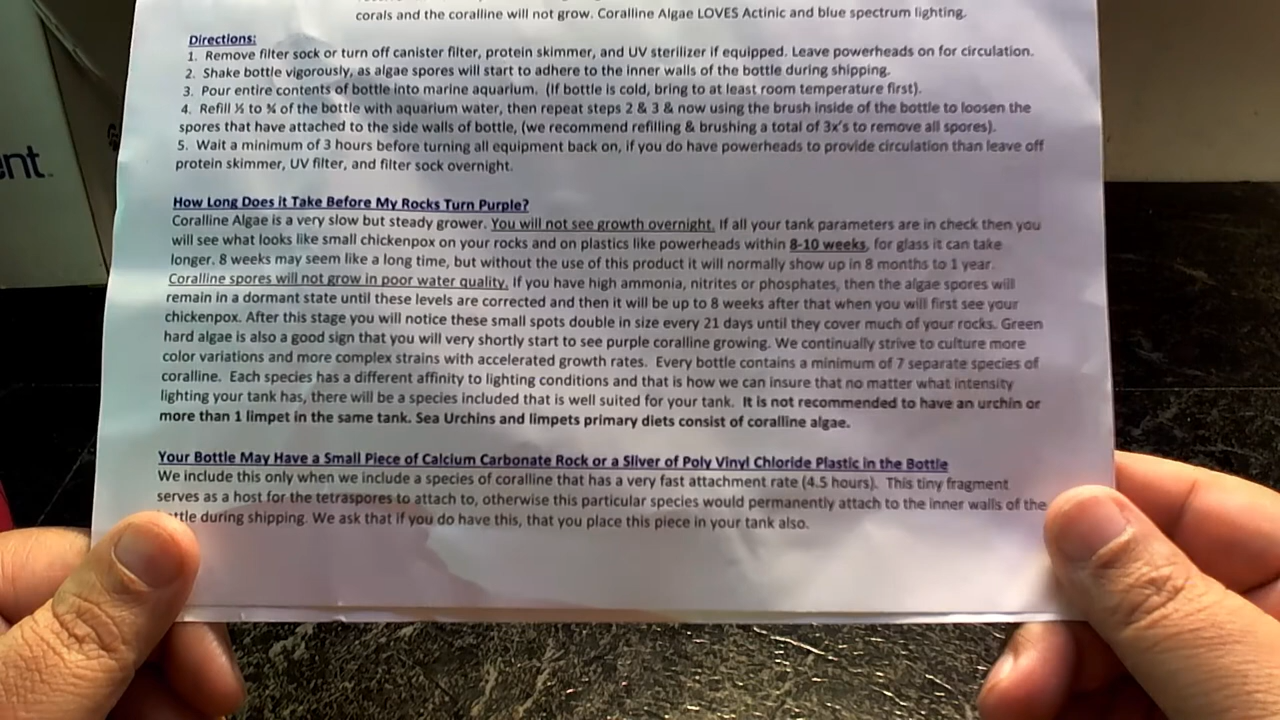 corals and the coralline will not grow. Coralline Algae LOVES Actinic and blue spectrum lighting.
Directions:
1. Remove filter sock or turn off canister filter, protein skimmer, and UV sterilizer if equipped. Leave powerheads on for circulation.
2. Shake bottle vigorously, as algae spores will start to adhere to the inner walls of the bottle during shipping.
3. Pour entire contents of bottle into marine aquarium. (If bottle is cold, bring to at least room temperature first).
4. Refill ½ to ¾ of the bottle with aquarium water, then repeat steps 2 & 3 & now using the brush inside of the bottle to loosen the
spores that have attached to the side walls of bottle, (we recommend refilling & brushing a total of 3x's to remove all spores).
5. Wait a minimum of 3 hours before turning all equipment back on, if you do have powerheads to provide circulation than leave off
protein skimmer, UV filter, and filter sock overnight.
How Long Does it Take Before My Rocks Turn Purple?
Coralline Algae is a very slow but steady grower. You will not see growth overnight. If all your tank parameters are in check then you
will see what looks like small chickenpox on your rocks and on plastics like powerheads within 8-10 weeks, for glass it can take
longer. 8 weeks may seem like a long time, but without the use of this product it will normally show up in 8 months to 1 year.
Coralline spores will not grow in poor water quality. If you have high ammonia, nitrites or phosphates, then the algae spores will
remain in a dormant state until these levels are corrected and then it will be up to 8 weeks after that when you will first see your
chickenpox. After this stage you will notice these small spots double in size every 21 days until they cover much of your rocks. Green
hard algae is also a good sign that you will very shortly start to see purple coralline growing. We continually strive to culture more
color variations and more complex strains with accelerated growth rates. Every bottle contains a minimum of 7 separate species of
coralline. Each species has a different affinity to lighting conditions and that is how we can insure that no matter what intensity
lighting your tank has, there will be a species included that is well suited for your tank. It is not recommended to have an urchin or
more than 1 limpet in the same tank. Sea Urchins and limpets primary diets consist of coralline algae.
Your Bottle May Have a Small Piece of Calcium Carbonate Rock or a Sliver of Poly Vinyl Chloride Plastic in the Bottle
We include this only when we include a species of coralline that has a very fast attachment rate (4.5 hours). This tiny fragment
serves as a host for the tetraspores to attach to, otherwise this particular species would permanently attach to the inner walls of the
ttle during shipping. We ask that if you do have this, that you place this piece in your tank also.